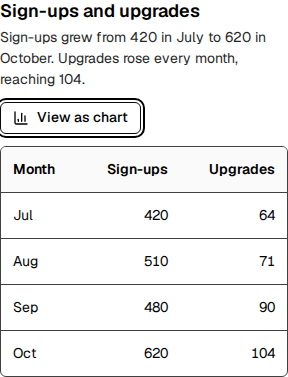 Sign-ups and upgrades
Sign-ups grew from 420 in July to 620 in
October. Upgrades rose every month,
reaching 104.
View as chart
Month Sign-ups Upgrades
Jul 420 64
Aug 510 71
Sep 480 90
Oct 620 104